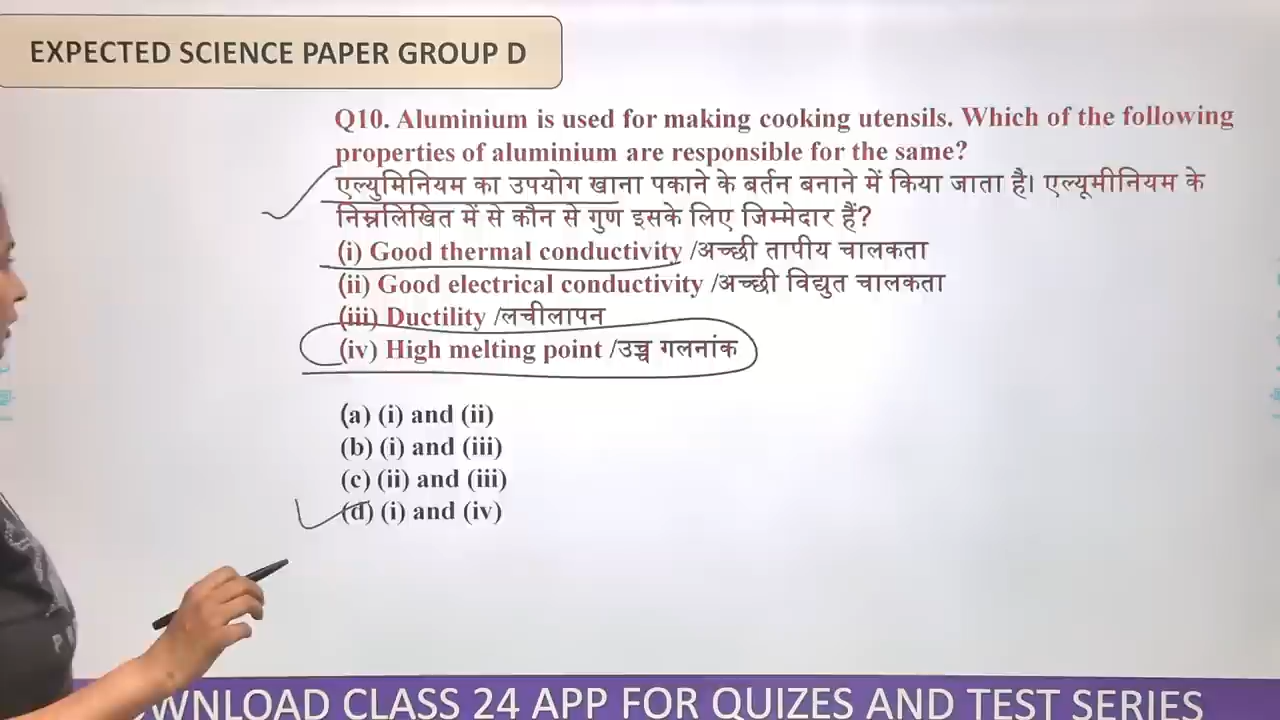 EXPECTED SCIENCE PAPER GROUP D
Q10. Aluminium is used for making cooking utensils. Which of the following
properties of aluminium are responsible for the same?
एल्युमिनियम का उपयोग खाना पकाने के बर्तन बनाने में किया जाता है। एल्यूमीनियम के
निम्नलिखित में से कौन से गुण इसके लिए जिम्मेदार हैं?
(i) Good thermal conductivity /अच्छी तापीय चालकता
(ii) Good electrical conductivity /अच्छी विद्युत चालकता
(iii) Ductility /लचीलापन
(iv) High melting point /उच्च गलनांक
(a) (i) and (ii)
(b) (i) and (iii)
(c) (ii) and (iii)
(d) (i) and (iv)
WNLOAD CLASS 24 APP FOR QUIZES AND TEST SERIES